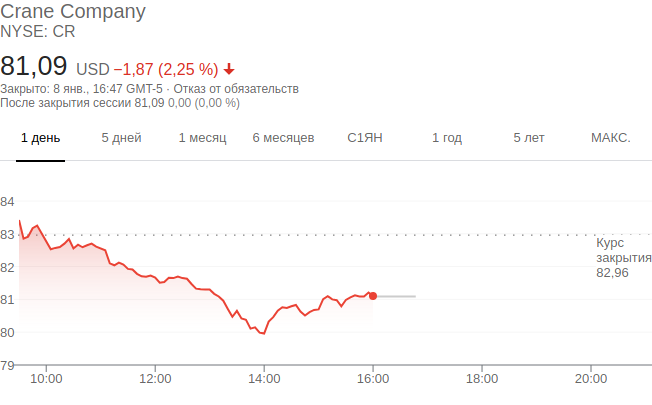 Crane Company
NYSE: CR
81,09 USD −1,87 (2,25 %)
Закрыто: 8 янв., 16:47 GMT-5 · Отказ от обязательств
После закрытия сессии 81,09 0,00 (0,00 %)
1 день 5 дней 1 месяц 6 месяцев С1ЯН 1 год 5 лет МАКС.
84
83
82
81
80
79
Курс
закрытия
82,96
10:00 12:00 14:00 16:00 18:00 20:00